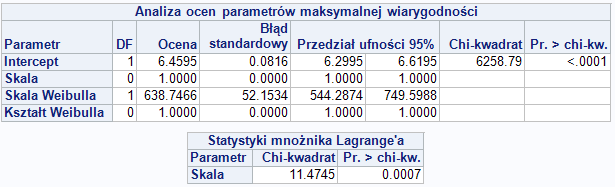 Analiza ocen parametrów maksymalnej wiarygodności
Parametr DF Ocena Błąd standardowy Przedział ufności 95% Chi-kwadrat Pr. > chi-kw.
Intercept 1 6.4595 0.0816 6.2995 6.6195 6258.79 <.0001
Skala 0 1.0000 0.0000 1.0000 1.0000
Skala Weibulla 1 638.7466 52.1534 544.2874 749.5988
Kształt Weibulla 0 1.0000 0.0000 1.0000 1.0000
Statystyki mnożnika Lagrange'a
Parametr Chi-kwadrat Pr. > chi-kw.
Skala 11.4745 0.0007